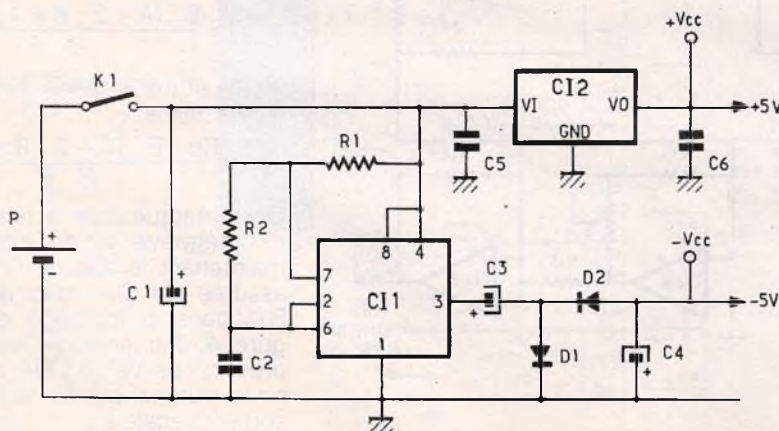 +Vcc
K1
CI2
VI
VO
GND
+5V
R1
C5
C6
P
+
-
R2
8
4
-Vcc
C1
+
7
2
6
CI1
3
1
C3
+
D2
-5V
C2
D1
C4
+